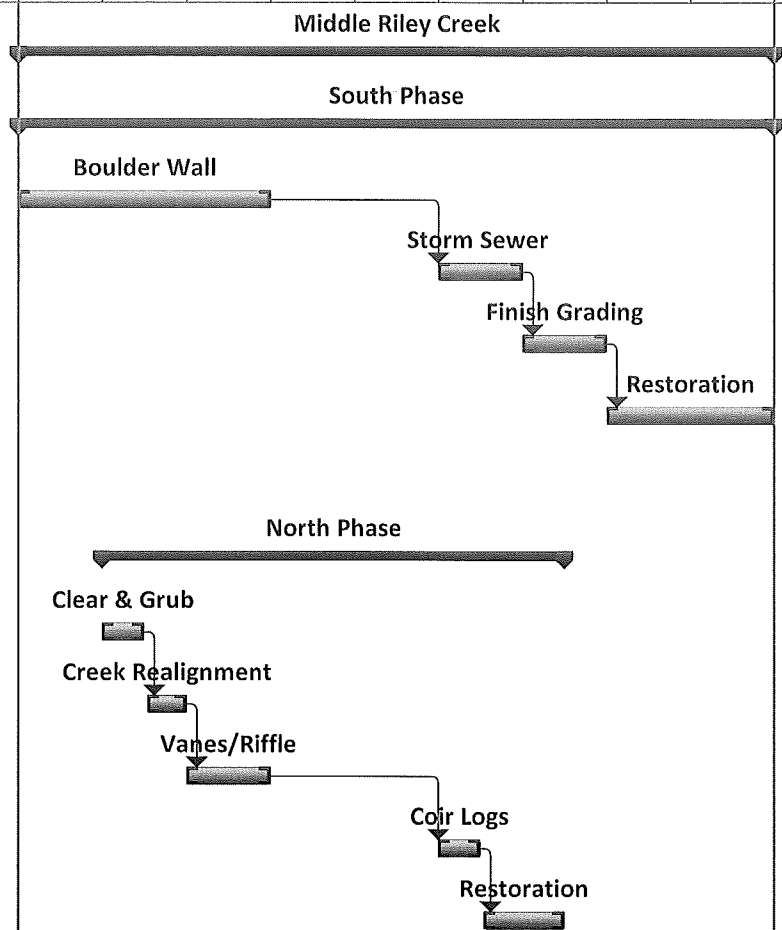 Middle Riley Creek
South Phase
Boulder Wall
Storm Sewer
Finish Grading
Restoration
North Phase
Clear & Grub
Creek Realignment
Vanes/Riffle
Coir Logs
Restoration